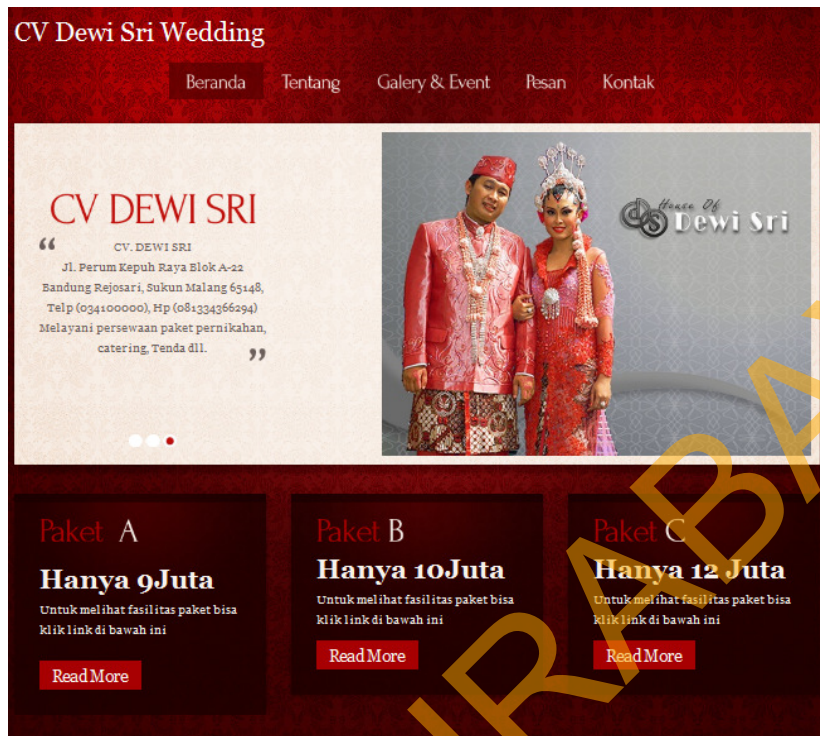 CV Dewi Sri Wedding
Beranda Tentang Galery & Event Pesan Kontak
CV DEWI SRI
“ CV. DEWI SRI
Jl. Perum Kepuh Raya Blok A-22
Bandung Rejosari, Sukun Malang 65148,
Telp (034100000), Hp (081334366294)
Melayani persewaan paket pernikahan,
catering, Tenda dll. ”
House Of
ds Dewi Sri
Paket A
Hanya 9Juta
Untuk melihat fasilitas paket bisa
klik link di bawah ini
Read More
Paket B
Hanya 10Juta
Untuk melihat fasilitas paket bisa
klik link di bawah ini
Read More
Paket C
Hanya 12 Juta
Untuk melihat fasilitas paket bisa
klik link di bawah ini
Read More
IRABA